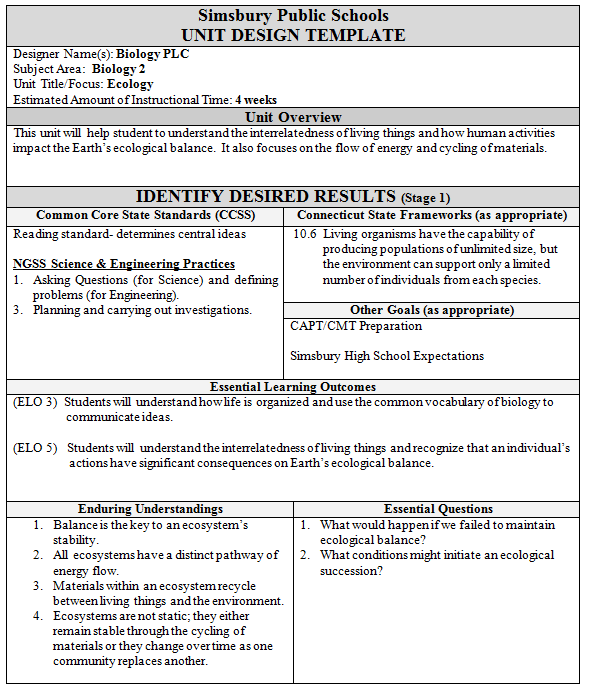 Simsbury Public Schools
UNIT DESIGN TEMPLATE
Designer Name(s): Biology PLC
Subject Area: Biology 2
Unit Title/Focus: Ecology
Estimated Amount of Instructional Time: 4 weeks
Unit Overview
This unit will help student to understand the interrelatedness of living things and how human activities
impact the Earth's ecological balance. It also focuses on the flow of energy and cycling of materials.
IDENTIFY DESIRED RESULTS (Stage 1)
Common Core State Standards (CCSS)
Reading standard- determines central ideas
NGSS Science & Engineering Practices
1. Asking Questions (for Science) and defining
problems (for Engineering).
3. Planning and carrying out investigations.
Connecticut State Frameworks (as appropriate)
10.6 Living organisms have the capability of
producing populations of unlimited size, but
the environment can support only a limited
number of individuals from each species.
Other Goals (as appropriate)
CAPT/CMT Preparation
Simsbury High School Expectations
Essential Learning Outcomes
(ELO 3) Students will understand how life is organized and use the common vocabulary of biology to
communicate ideas.
(ELO 5) Students will understand the interrelatedness of living things and recognize that an individual's
actions have significant consequences on Earth's ecological balance.
Enduring Understandings
1. Balance is the key to an ecosystem's
stability.
2. All ecosystems have a distinct pathway of
energy flow.
3. Materials within an ecosystem recycle
between living things and the environment.
4. Ecosystems are not static; they either
remain stable through the cycling of
materials or they change over time as one
community replaces another.
Essential Questions
1. What would happen if we failed to maintain
ecological balance?
2. What conditions might initiate an ecological
succession?